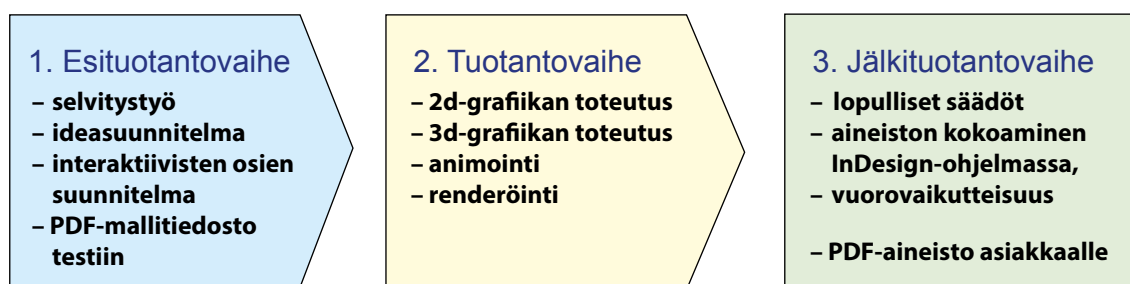 1. Esituotantovaihe
– selvitystyö
– ideasuunnitelma
– interaktiivisten osien
suunnitelma
– PDF-mallitiedosto
testiin
2. Tuotantovaihe
– 2d-grafiikan toteutus
– 3d-grafiikan toteutus
– animointi
– renderöinti
3. Jälkituotantovaihe
– lopulliset säädöt
– aineiston kokoaminen
InDesign-ohjelmassa,
– vuorovaikutteisuus
– PDF-aineisto asiakkaalle